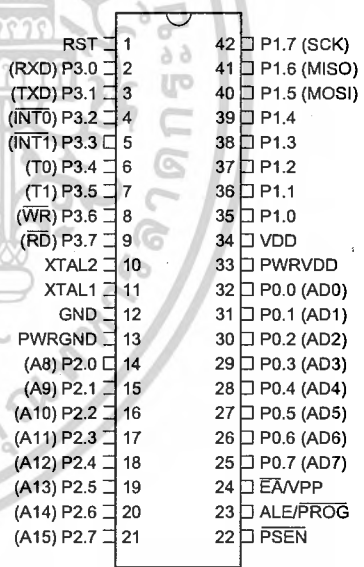 RST 1 42 P1.7 (SCK)
(RXD) P3.0 2 41 P1.6 (MISO)
(TXD) P3.1 3 40 P1.5 (MOSI)
(I̅N̅T̅0̅) P3.2 4 39 P1.4
(I̅N̅T̅1̅) P3.3 5 38 P1.3
(T0) P3.4 6 37 P1.2
(T1) P3.5 7 36 P1.1
(W̅R̅) P3.6 8 35 P1.0
(R̅D̅) P3.7 9 34 VDD
XTAL2 10 33 PWRVDD
XTAL1 11 32 P0.0 (AD0)
GND 12 31 P0.1 (AD1)
PWRGND 13 30 P0.2 (AD2)
(A8) P2.0 14 29 P0.3 (AD3)
(A9) P2.1 15 28 P0.4 (AD4)
(A10) P2.2 16 27 P0.5 (AD5)
(A11) P2.3 17 26 P0.6 (AD6)
(A12) P2.4 18 25 P0.7 (AD7)
(A13) P2.5 19 24 E̅A̅/VPP
(A14) P2.6 20 23 ALE/P̅R̅O̅G̅
(A15) P2.7 21 22 P̅S̅E̅N̅